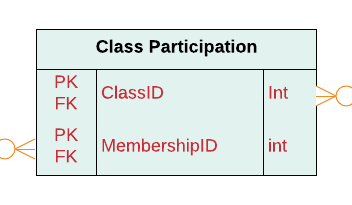 Class Participation
PK
FK
ClassID
Int
PK
FK
MembershipID
int